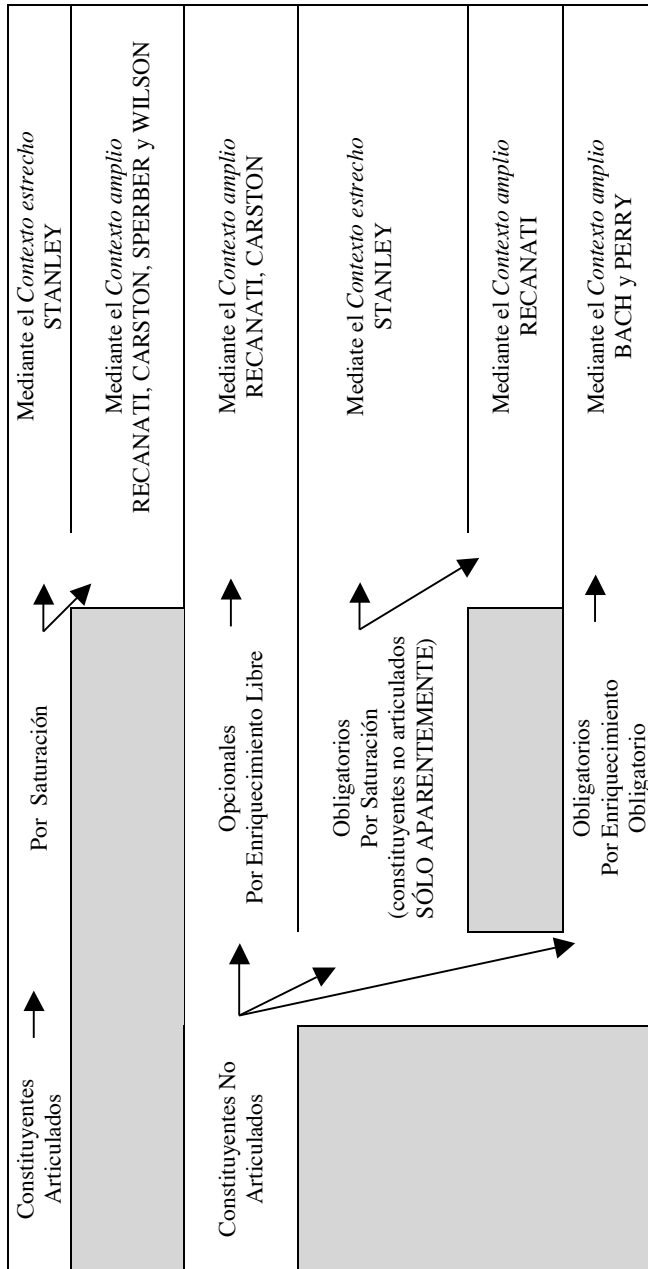 Constituyentes
Articulados
Por Saturación
Mediante el Contexto estrecho
STANLEY
Mediante el Contexto amplio
RECANATI, CARSTON, SPERBER y WILSON
Constituyentes No
Articulados
Opcionales
Por Enriquecimiento Libre
Mediante el Contexto amplio
RECANATI, CARSTON
Obligatorios
Por Saturación
(constituyentes no articulados
SÓLO APARENTEMENTE)
Mediate el Contexto estrecho
STANLEY
Mediante el Contexto amplio
RECANATI
Obligatorios
Por Enriquecimiento
Obligatorio
Mediante el Contexto amplio
BACH y PERRY